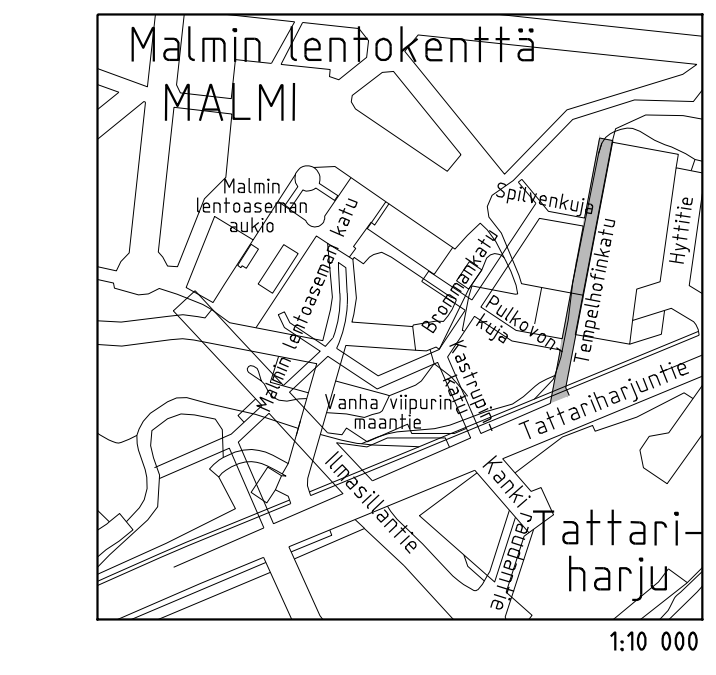 Malmin lentokenttä
MALMI
Malmin
lentoaseman
aukio
Malmin lentoaseman katu
Spilvenkuja
Brommankatu
Tempelhofinkatu
Hyttitie
Pulkovon-
kuja
Kastrupin-
katu
Vanha viipurin-
maantie
Tattariharjuntie
Ilmasillantie
Tattari-
harju
1:10 000